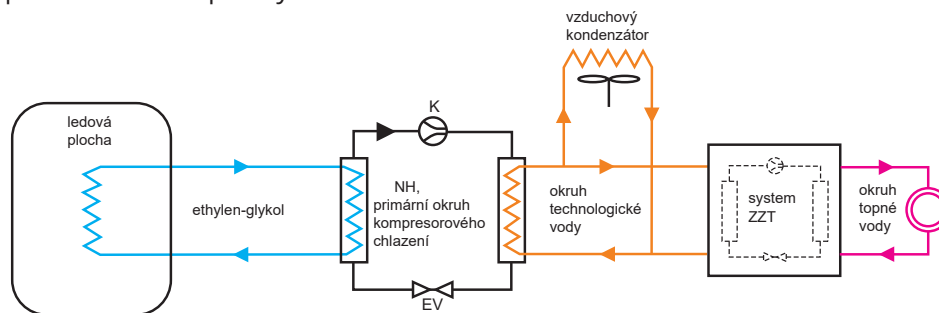 vzduchový
kondenzátor
K
ledová
plocha
ethylen-glykol
NH,
primární okruh
kompresorového
chlazení
EV
okruh
technologické
vody
system
ZZT
okruh
topné
vody